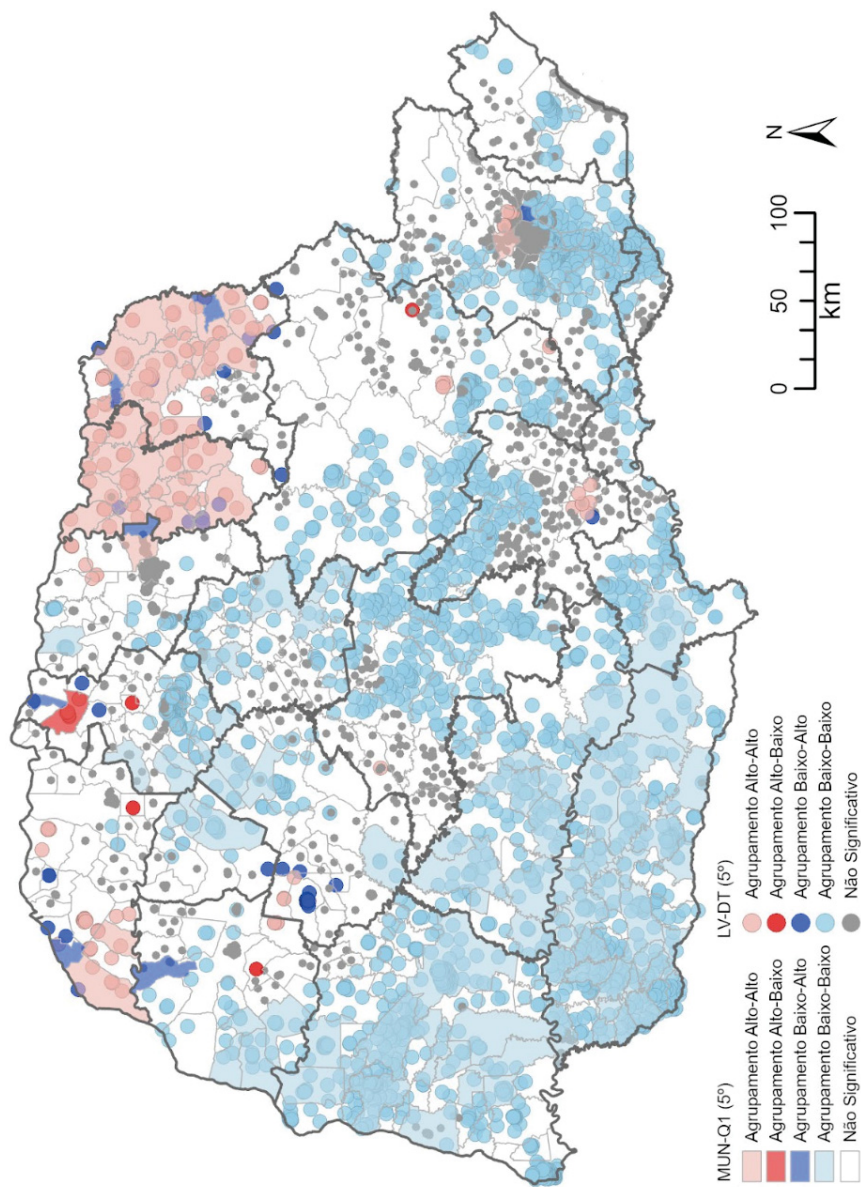 N
0 50 100
km
MUN-Q1 (5º)
Agrupamento Alto-Alto
Agrupamento Alto-Baixo
Agrupamento Baixo-Alto
Agrupamento Baixo-Baixo
Não Significativo
LV-DT (5º)
Agrupamento Alto-Alto
Agrupamento Alto-Baixo
Agrupamento Baixo-Alto
Agrupamento Baixo-Baixo
Não Significativo